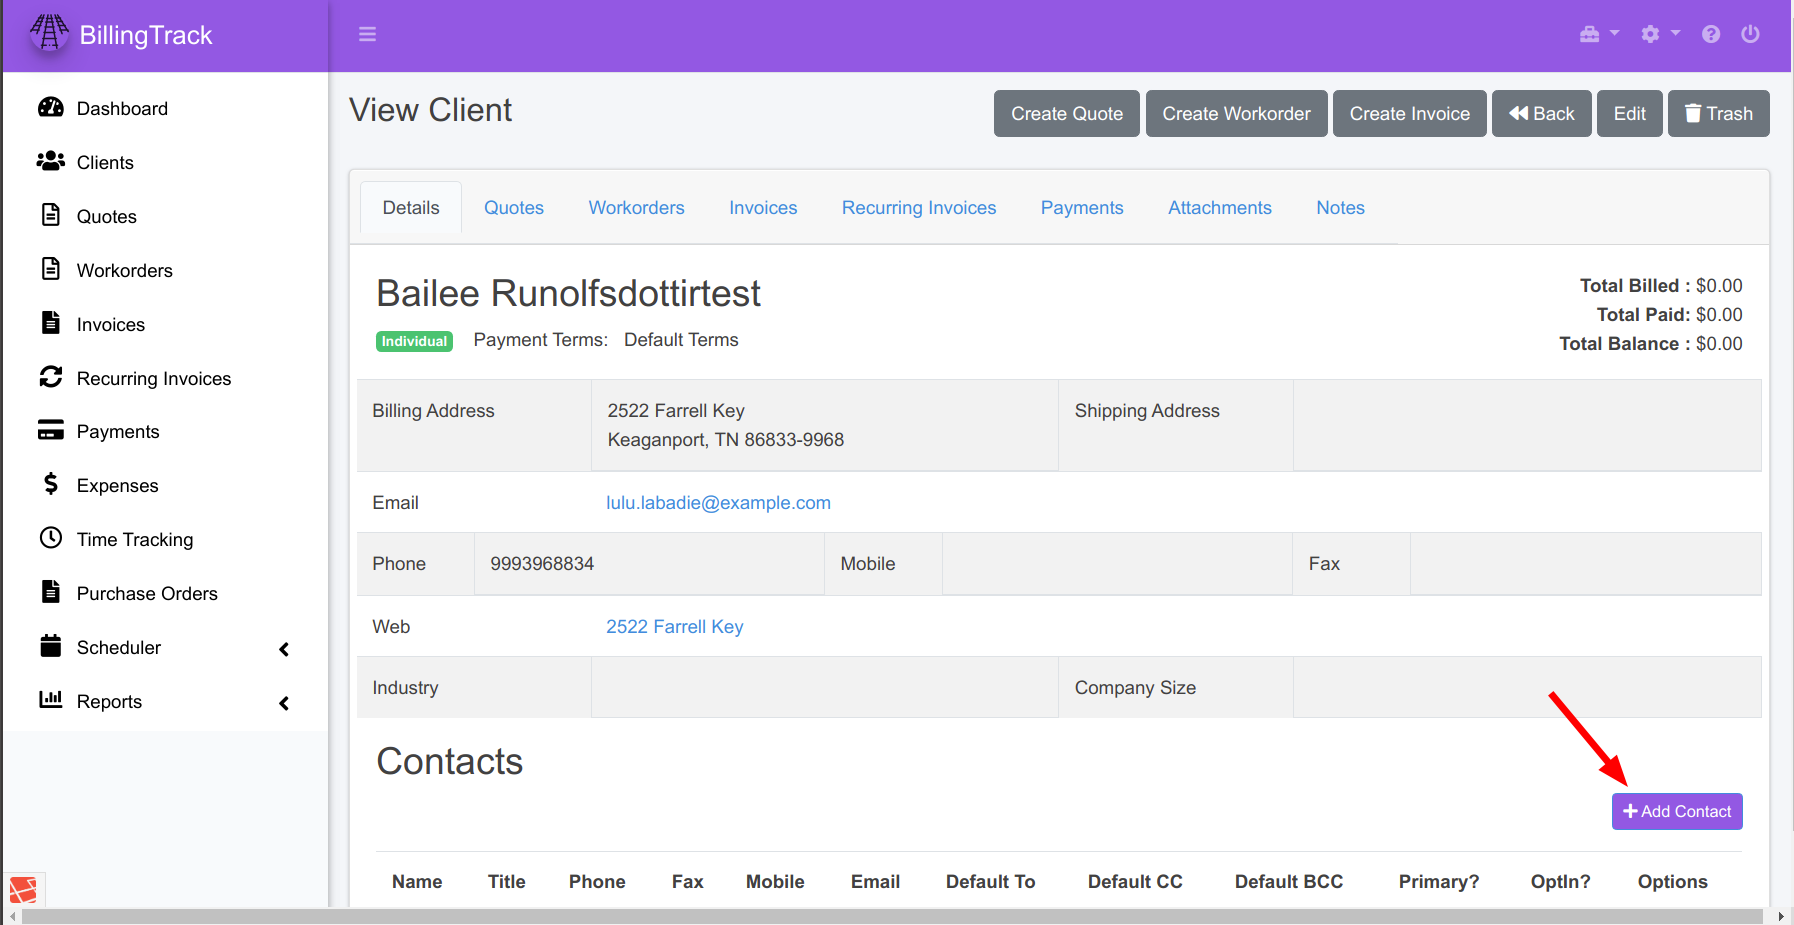 BillingTrack
Dashboard
Clients
Quotes
Workorders
Invoices
Recurring Invoices
Payments
Expenses
Time Tracking
Purchase Orders
Scheduler
Reports
View Client
Create Quote Create Workorder Create Invoice Back Edit Trash
Details Quotes Workorders Invoices Recurring Invoices Payments Attachments Notes
Bailee Runolfsdottirtest
Individual Payment Terms: Default Terms
Total Billed : $0.00
Total Paid: $0.00
Total Balance : $0.00
Billing Address 2522 Farrell Key Shipping Address
Keaganport, TN 86833-9968
Email lulu.labadie@example.com
Phone 9993968834 Mobile Fax
Web 2522 Farrell Key
Industry Company Size
Contacts
+ Add Contact
Name Title Phone Fax Mobile Email Default To Default CC Default BCC Primary? OptIn? Options